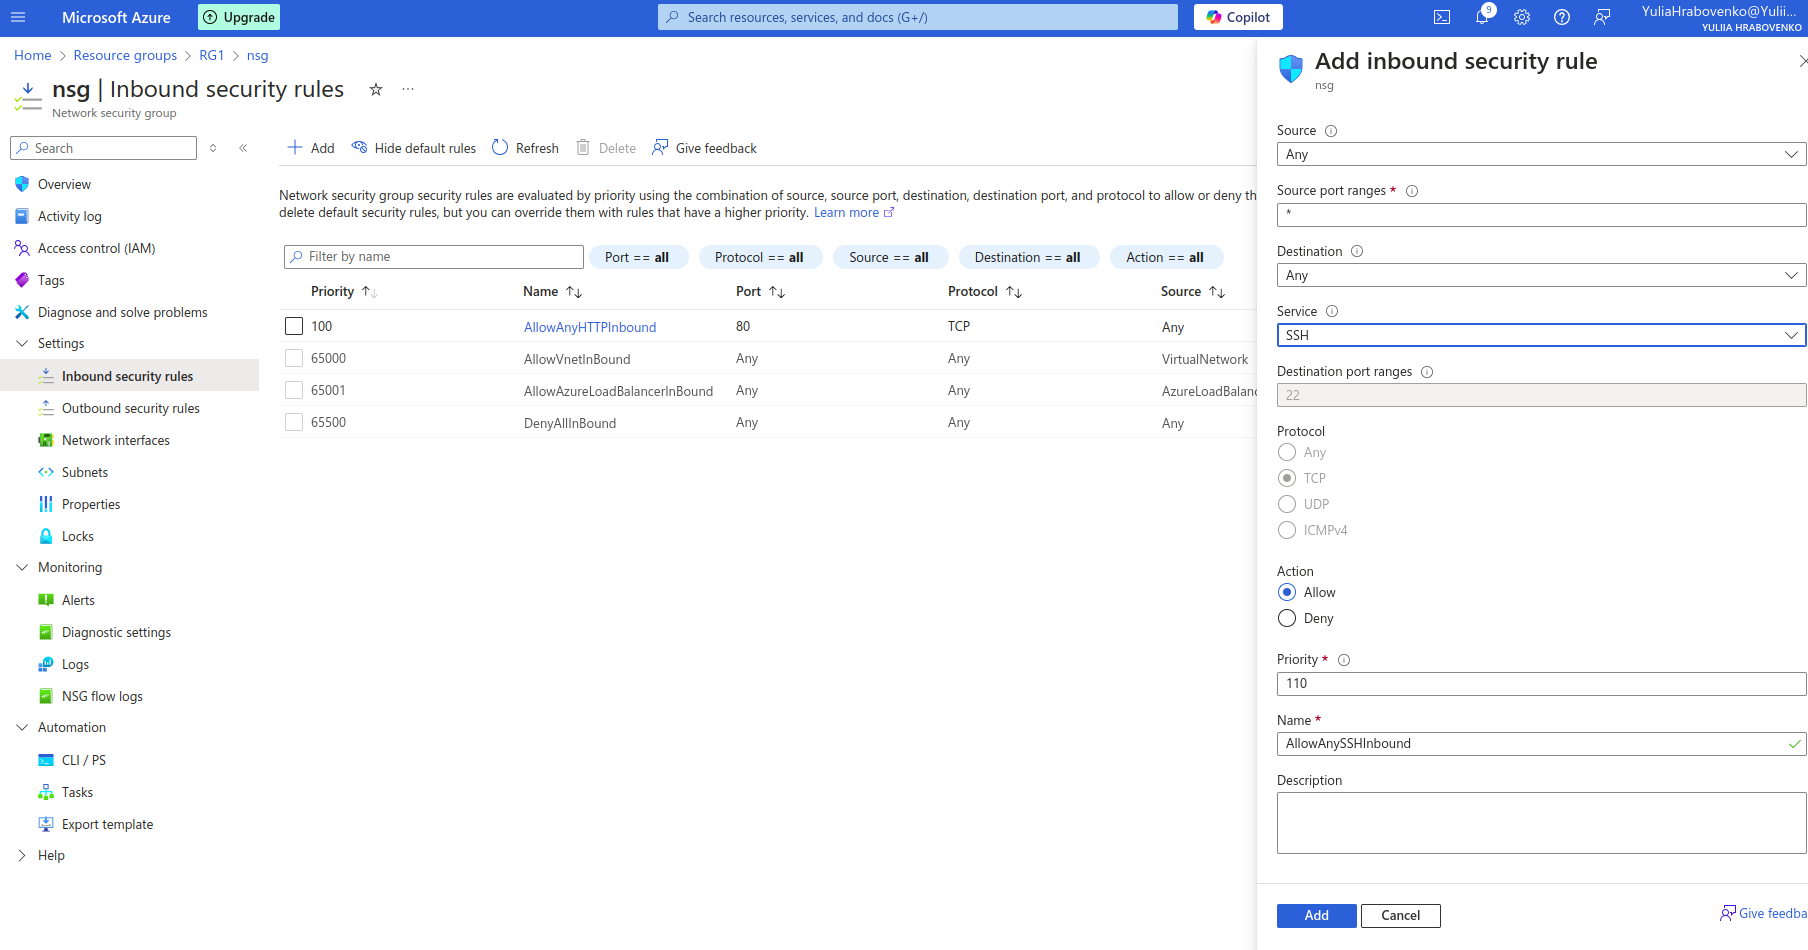 Microsoft Azure
Upgrade
Search resources, services, and docs (G+/)
Copilot
9
YuliaHrabovenko@Yulii...
YULIIA HRABOVENKO
Home > Resource groups > RG1 > nsg
nsg | Inbound security rules
Network security group
Search
Overview
Activity log
Access control (IAM)
Tags
Diagnose and solve problems
Settings
Inbound security rules
Outbound security rules
Network interfaces
Subnets
Properties
Locks
Monitoring
Alerts
Diagnostic settings
Logs
NSG flow logs
Automation
CLI / PS
Tasks
Export template
Help
Add Hide default rules Refresh Delete Give feedback
Network security group security rules are evaluated by priority using the combination of source, source port, destination, destination port, and protocol to allow or deny the
delete default security rules, but you can override them with rules that have a higher priority. Learn more
Filter by name Port == all Protocol == all Source == all Destination == all Action == all
Priority Name Port Protocol Source
100 AllowAnyHTTPInbound 80 TCP Any
65000 AllowVnetInBound Any Any VirtualNetwork
65001 AllowAzureLoadBalancerInBound Any Any AzureLoadBalanc
65500 DenyAllInBound Any Any Any
Add inbound security rule
nsg
Source
Any
Source port ranges *
*
Destination
Any
Service
SSH
Destination port ranges
22
Protocol
Any
TCP
UDP
ICMPv4
Action
Allow
Deny
Priority *
110
Name *
AllowAnySSHInbound
Description
Add Cancel
Give feedba